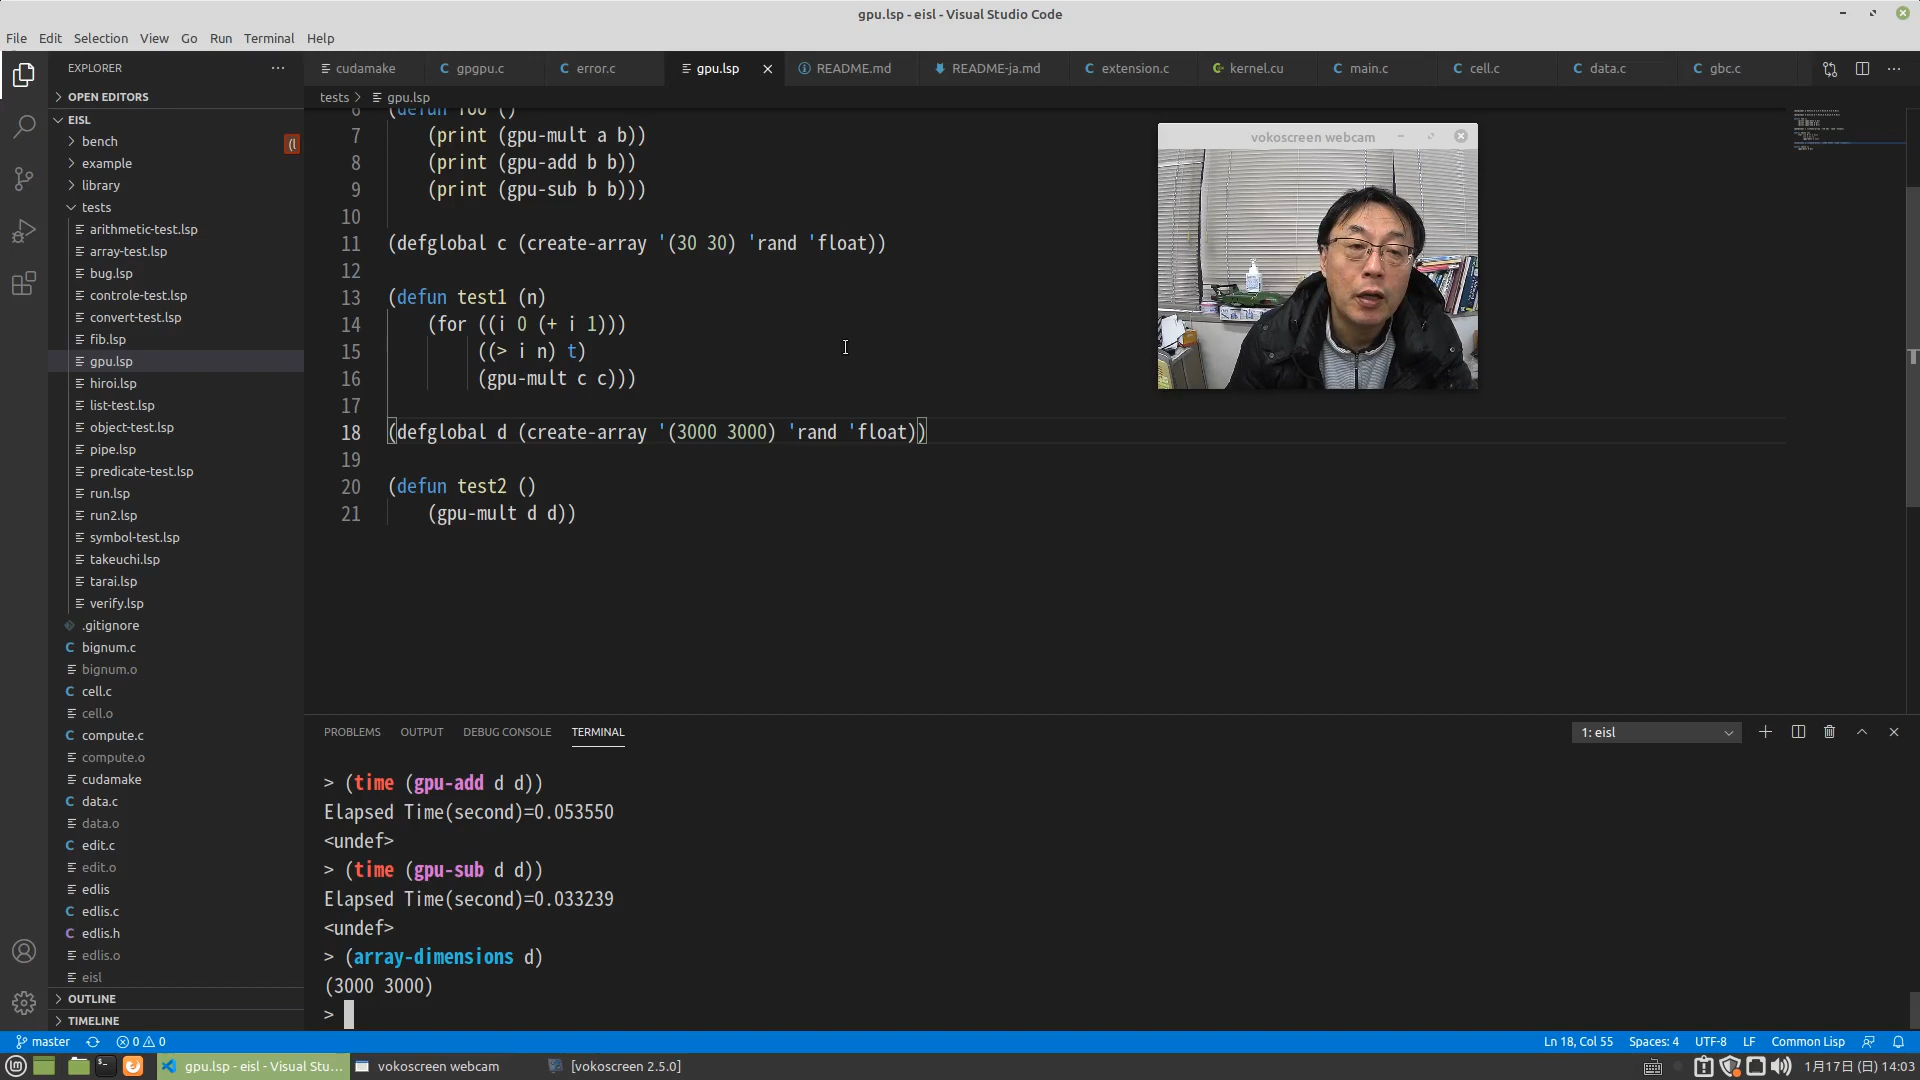 gpu.lsp - eisl - Visual Studio Code
File Edit Selection View Go Run Terminal Help
EXPLORER
cudamake
gpgpu.c
error.c
gpu.lsp
README.md
README-ja.md
extension.c
kernel.cu
main.c
cell.c
data.c
gbc.c
tests > gpu.lsp
OPEN EDITORS
EISL
bench
example
library
tests
arithmetic-test.lsp
array-test.lsp
bug.lsp
controle-test.lsp
convert-test.lsp
fib.lsp
gpu.lsp
hiroi.lsp
list-test.lsp
object-test.lsp
pipe.lsp
predicate-test.lsp
run.lsp
run2.lsp
symbol-test.lsp
takeuchi.lsp
tarai.lsp
verify.lsp
.gitignore
bignum.c
bignum.o
cell.c
cell.o
compute.c
compute.o
cudamake
data.c
data.o
edit.c
edit.o
edlis
edlis.c
edlis.h
edlis.o
eisl
OUTLINE
TIMELINE
6 (defun foo ()
7 (print (gpu-mult a b))
8 (print (gpu-add b b))
9 (print (gpu-sub b b)))
10
11 (defglobal c (create-array '(30 30) 'rand 'float))
12
13 (defun test1 (n)
14 (for ((i 0 (+ i 1)))
15 ((> i n) t)
16 (gpu-mult c c)))
17
18 (defglobal d (create-array '(3000 3000) 'rand 'float))
19
20 (defun test2 ()
21 (gpu-mult d d))
vokoscreen webcam
PROBLEMS OUTPUT DEBUG CONSOLE TERMINAL
1: eisl
> (time (gpu-add d d))
Elapsed Time(second)=0.053550
<undef>
> (time (gpu-sub d d))
Elapsed Time(second)=0.033239
<undef>
> (array-dimensions d)
(3000 3000)
>
master 0 0
Ln 18, Col 55 Spaces: 4 UTF-8 LF Common Lisp
gpu.lsp - eisl - Visual Stu...
vokoscreen webcam
[vokoscreen 2.5.0]
1月17日 (日) 14:03